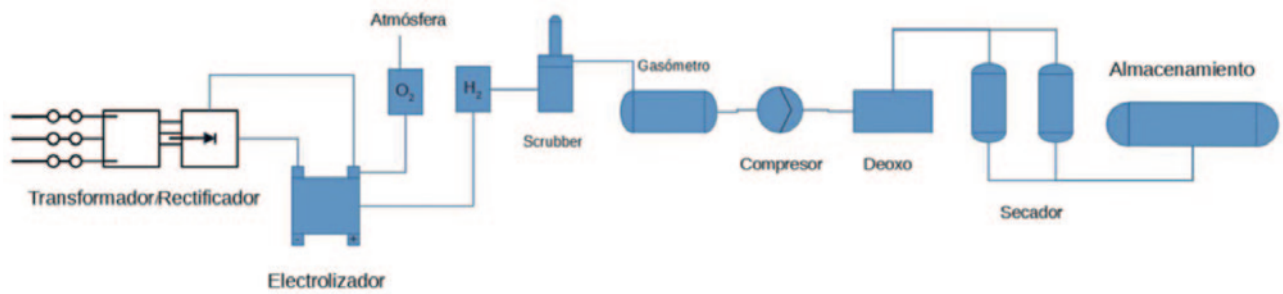 Atmósfera
O2
H2
Gasómetro
Almacenamiento
Scrubber
Compresor
Deoxo
Transformador/Rectificador
Secador
- +
Electrolizador